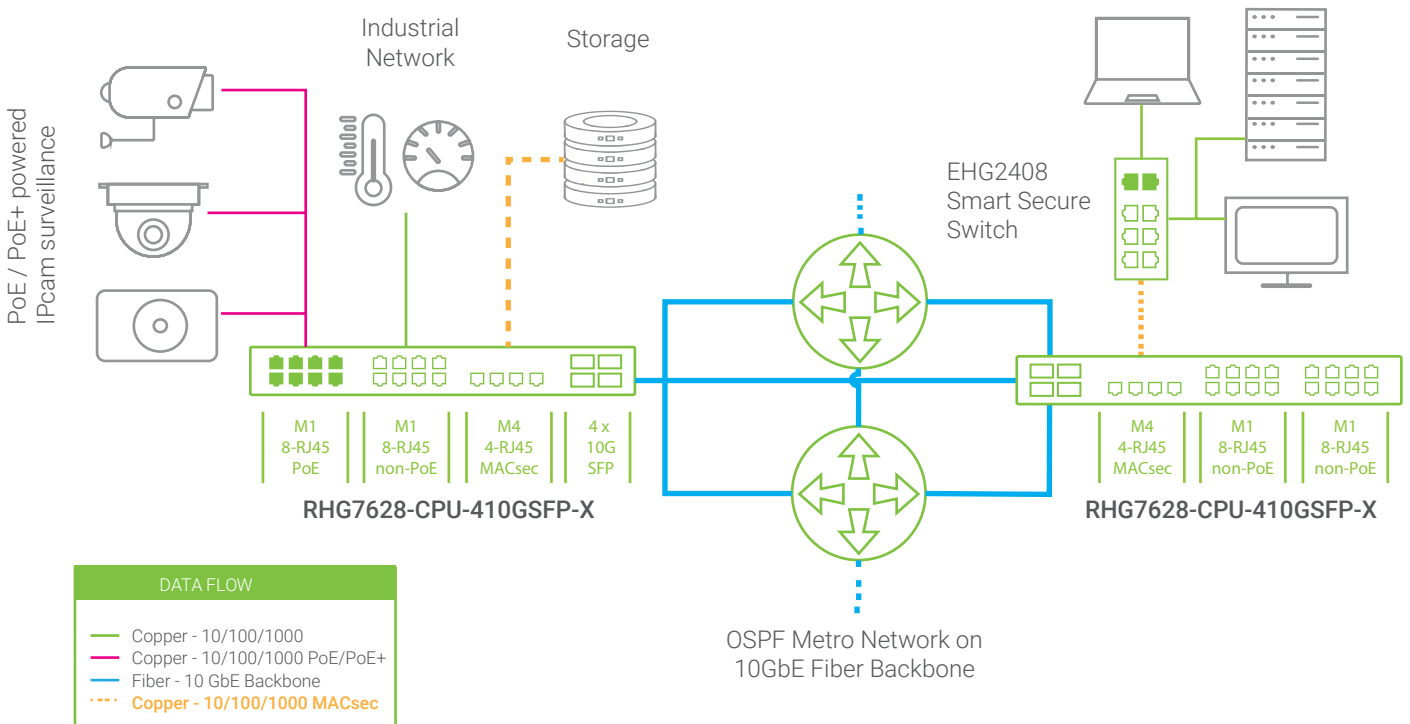 PoE / PoE+ powered
IPcam surveillance
Industrial
Network
Storage
EHG2408
Smart Secure
Switch
M1
8-RJ45
PoE
M1
8-RJ45
non-PoE
M4
4-RJ45
MACsec
4 x
10G
SFP
RHG7628-CPU-410GSFP-X
M4
4-RJ45
MACsec
M1
8-RJ45
non-PoE
M1
8-RJ45
non-PoE
RHG7628-CPU-410GSFP-X
OSPF Metro Network on
10GbE Fiber Backbone
DATA FLOW
Copper - 10/100/1000
Copper - 10/100/1000 PoE/PoE+
Fiber - 10 GbE Backbone
Copper - 10/100/1000 MACsec